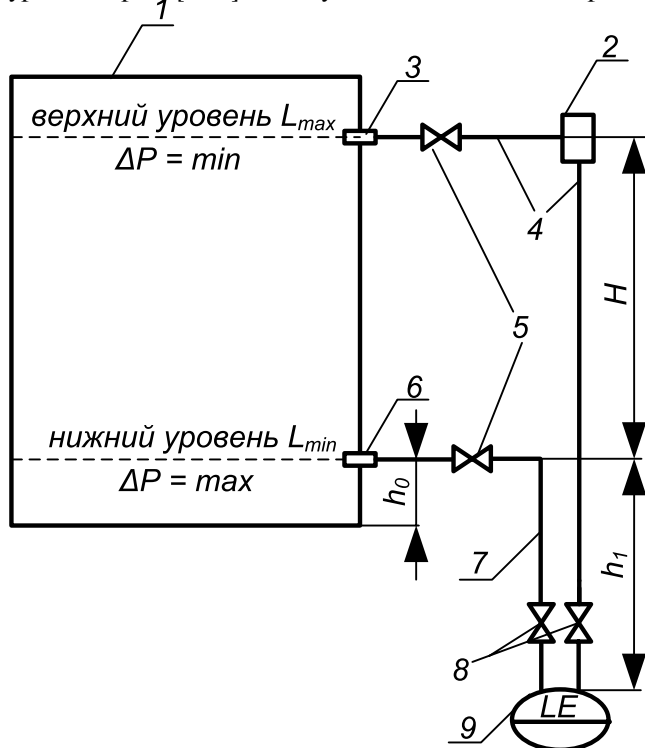 1
2
3
верхний уровень Lmax
ΔP = min
4
H
5
6
нижний уровень Lmin
ΔP = max
h0
7
h1
8
9
LE